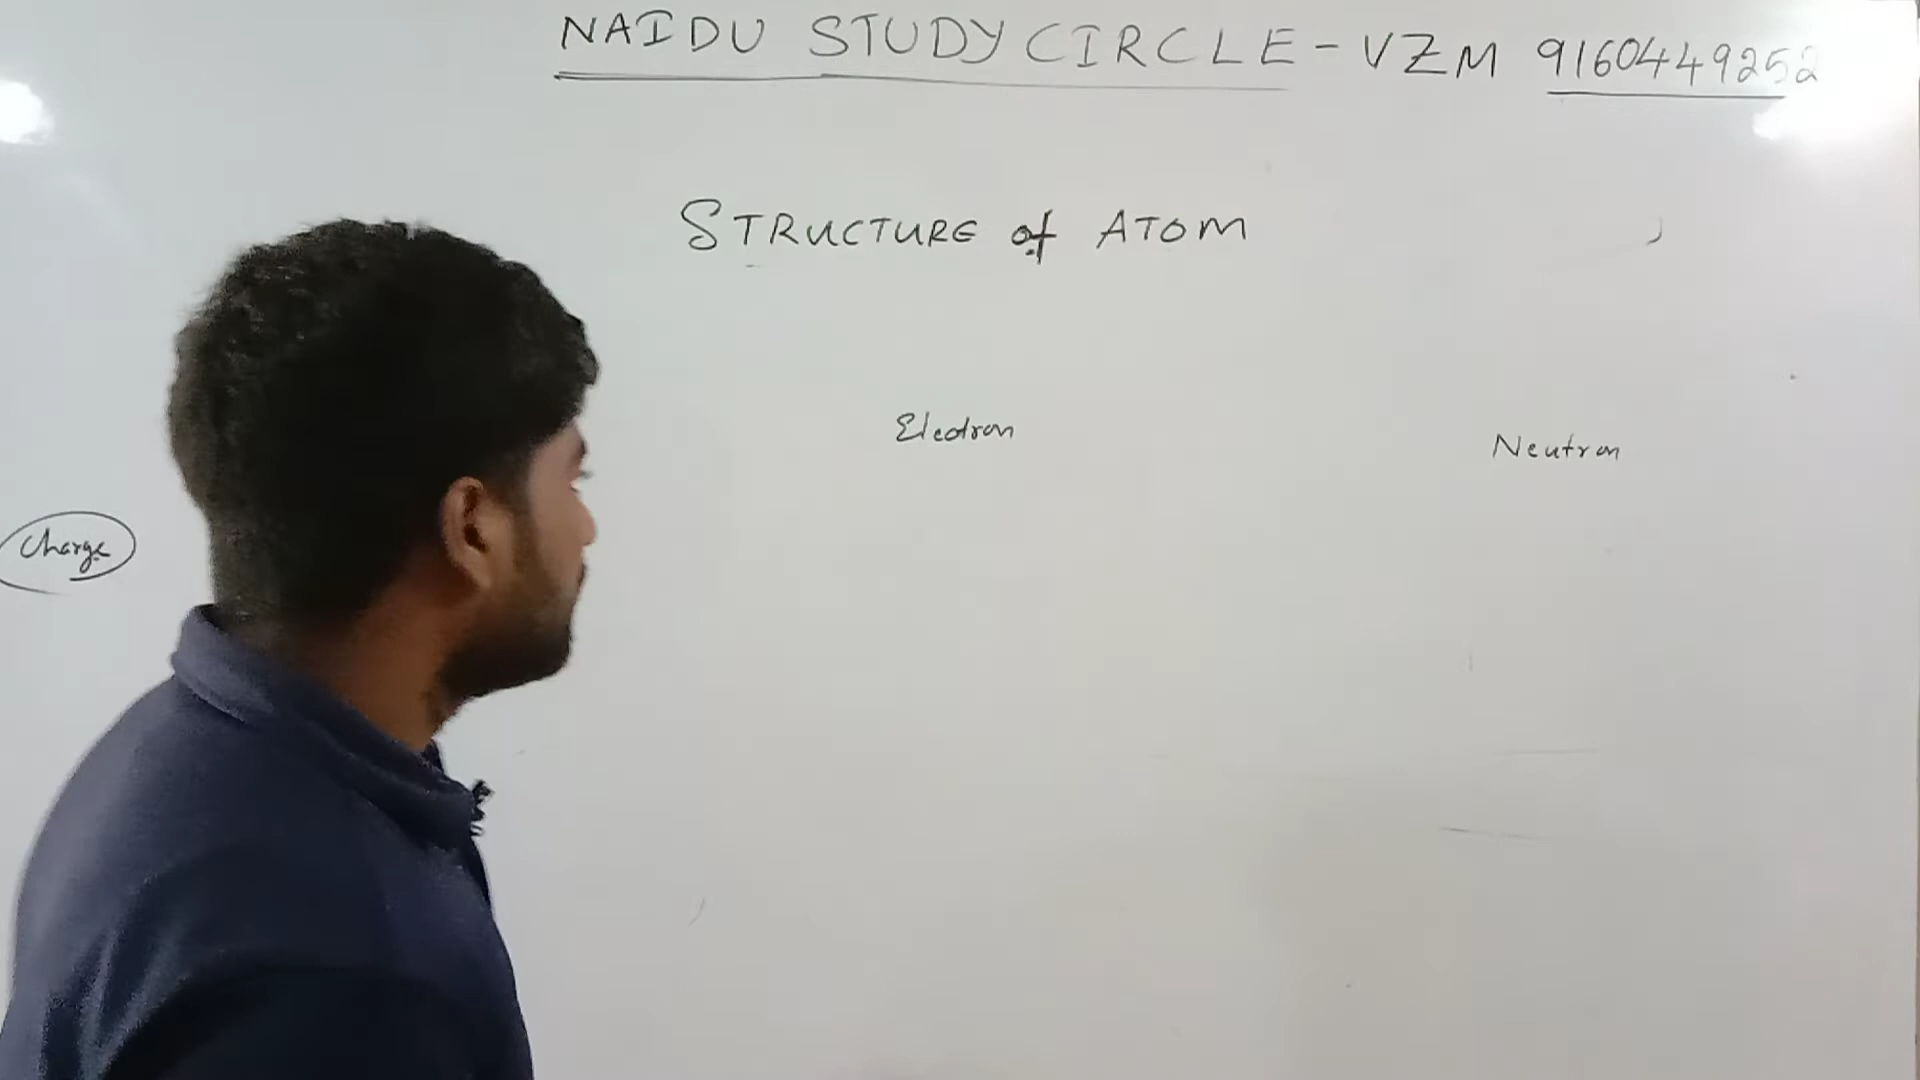 NAIDU STUDY CIRCLE - VZM 9160449252
STRUCTURE of ATOM
Electron
Neutron
Charge